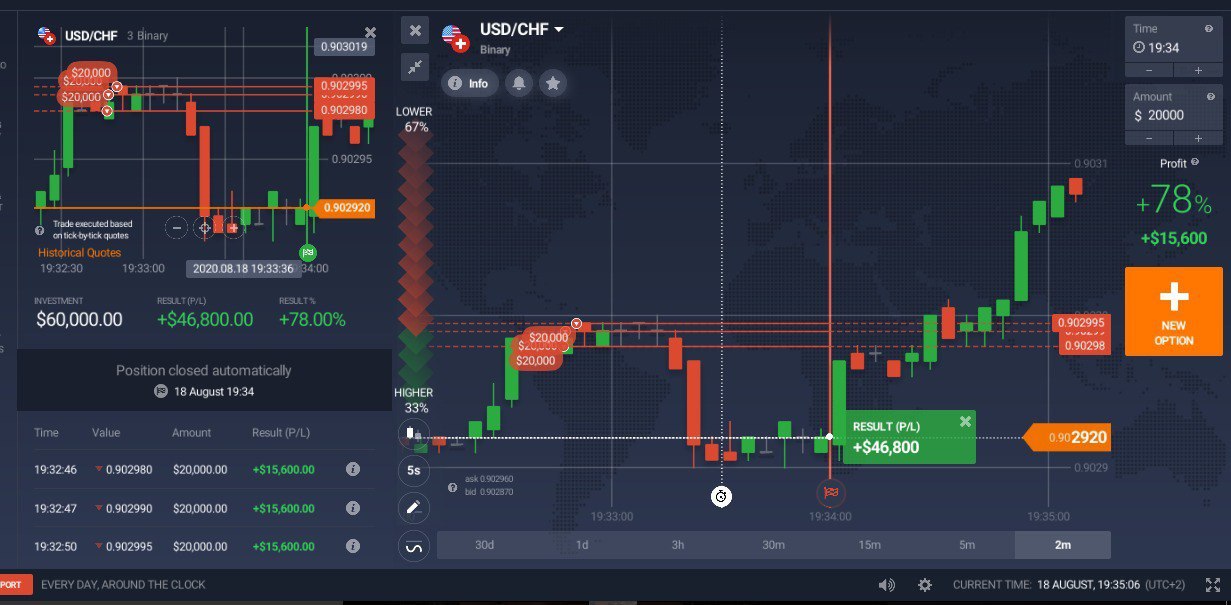 USD/CHF 3 Binary
0.903019
$20,000
$20,000
0.902995
0.902980
0.90295
0.902920
Trade executed based
on tick-by-tick quotes
Historical Quotes
19:32:30
19:33:00
2020.08.18 19:33:36
34:00
INVESTMENT
RESULT (P/L)
RESULT %
$60,000.00
+$46,800.00
+78.00%
Position closed automatically
18 August 19:34
Time
Value
Amount
Result (P/L)
19:32:46
0.902980
$20,000.00
+$15,600.00
19:32:47
0.902990
$20,000.00
+$15,600.00
19:32:50
0.902995
$20,000.00
+$15,600.00
USD/CHF
Binary
Info
LOWER
67%
HIGHER
33%
5s
0.9031
$20,000
$20,000
0.902995
0.90298
RESULT (P/L)
+$46,800
0.902920
0.9029
ask 0.902960
bid 0.902870
19:33:00
19:34:00
19:35:00
30d
1d
3h
30m
15m
5m
2m
Time
19:34
Amount
$ 20000
Profit
+78%
+$15,600
NEW
OPTION
PORT
EVERY DAY, AROUND THE CLOCK
CURRENT TIME: 18 AUGUST, 19:35:06 (UTC+2)